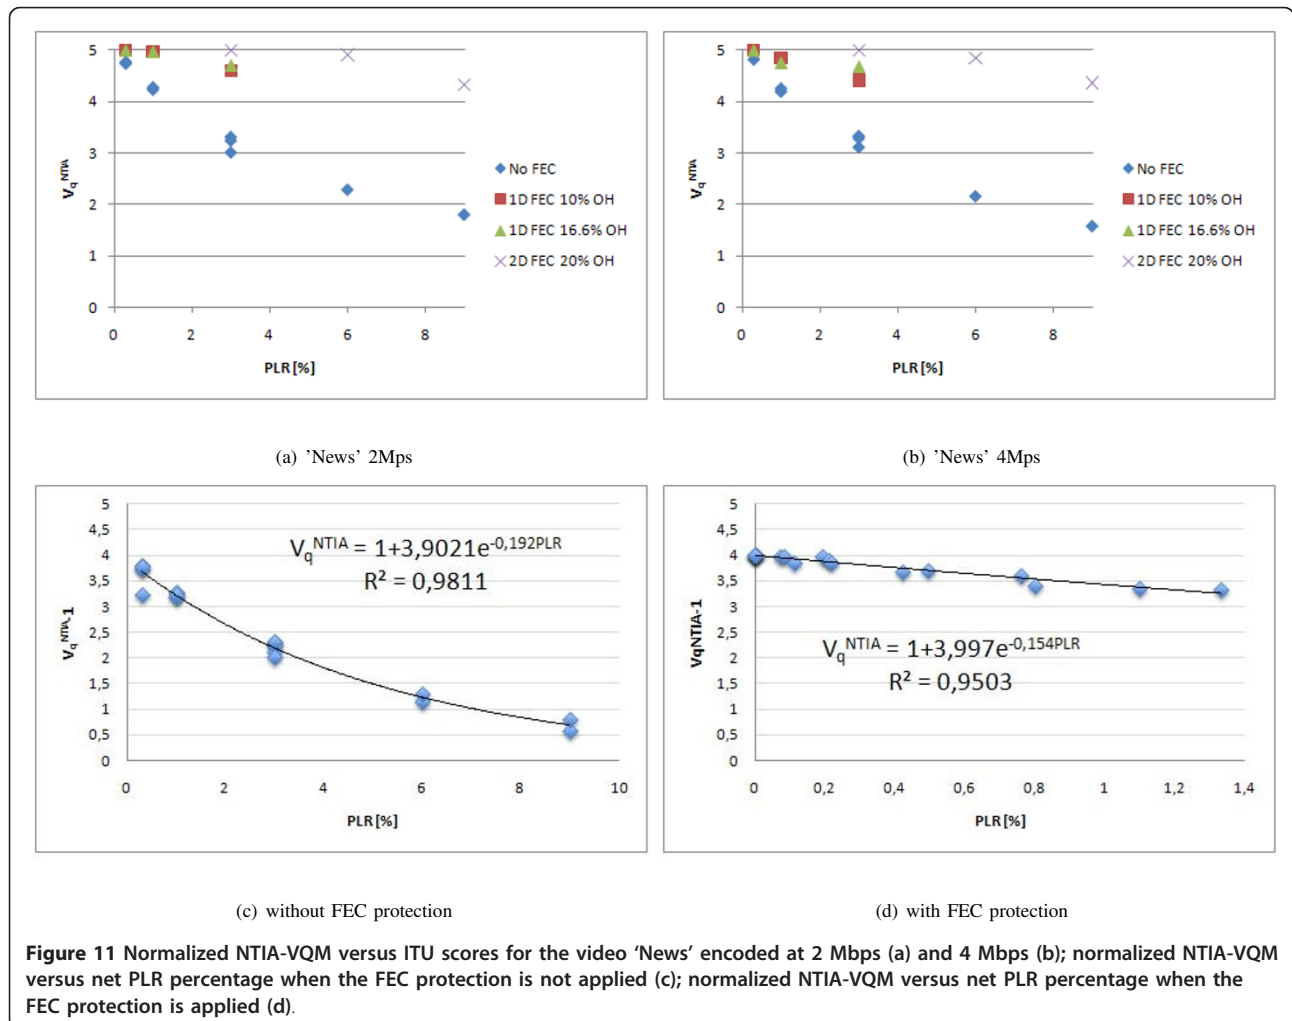 5
4
3
2
1
0
0
2
4
6
8
V_q^NTIA
PLR [%]
No FEC
1D FEC 10% OH
1D FEC 16.6% OH
2D FEC 20% OH
5
4
3
2
1
0
0
2
4
6
8
V_q^NTIA
PLR [%]
No FEC
1D FEC 10% OH
1D FEC 16.6% OH
2D FEC 20% OH
(a) 'News' 2Mps
(b) 'News' 4Mps
5
4,5
4
3,5
3
2,5
2
1,5
1
0,5
0
0
2
4
6
8
10
V_q^NTIA-1
PLR [%]
V_q^NTIA = 1+3,9021e^-0,192PLR
R² = 0,9811
5
4,5
4
3,5
3
2,5
2
1,5
1
0,5
0
0
0,2
0,4
0,6
0,8
1
1,2
1,4
VqNTIA-1
PLR [%]
V_q^NTIA = 1+3,997e^-0,154PLR
R² = 0,9503
(c) without FEC protection
(d) with FEC protection
Figure 11 Normalized NTIA-VQM versus ITU scores for the video ‘News’ encoded at 2 Mbps (a) and 4 Mbps (b); normalized NTIA-VQM
versus net PLR percentage when the FEC protection is not applied (c); normalized NTIA-VQM versus net PLR percentage when the
FEC protection is applied (d).